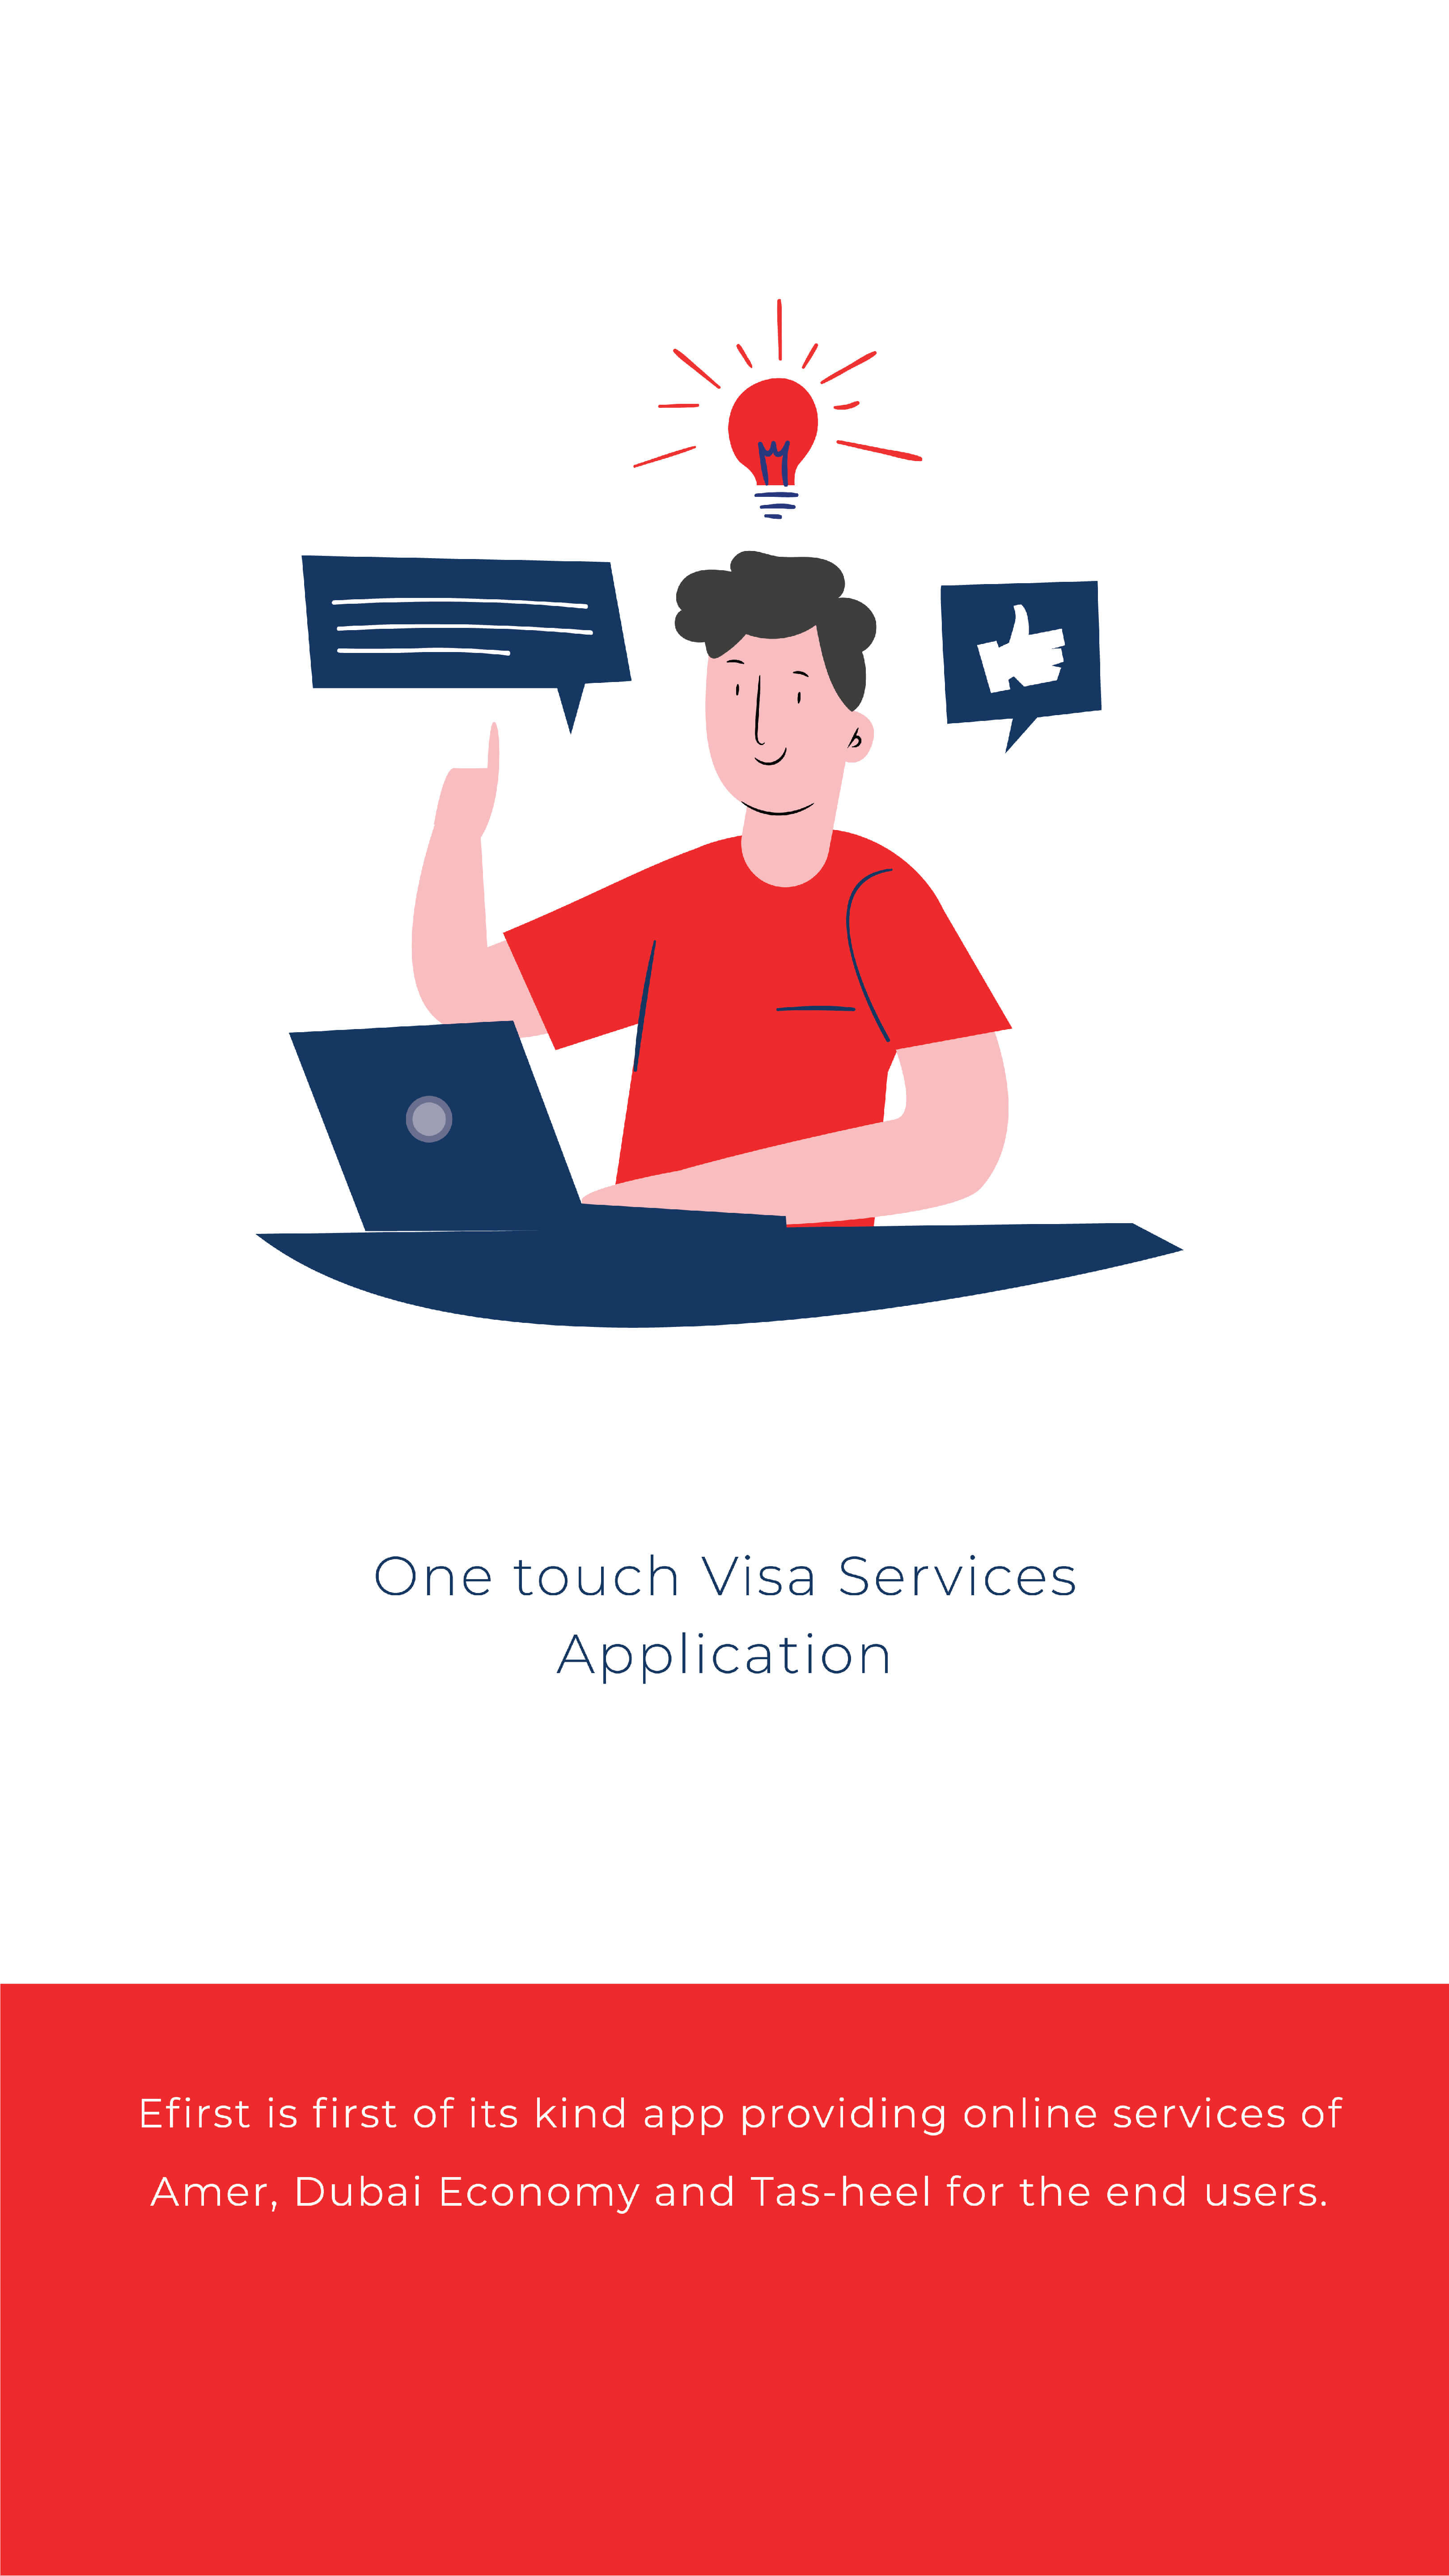 One touch Visa Services
Application
Efirst is first of its kind app providing online services of
Amer, Dubai Economy and Tas-heel for the end users.